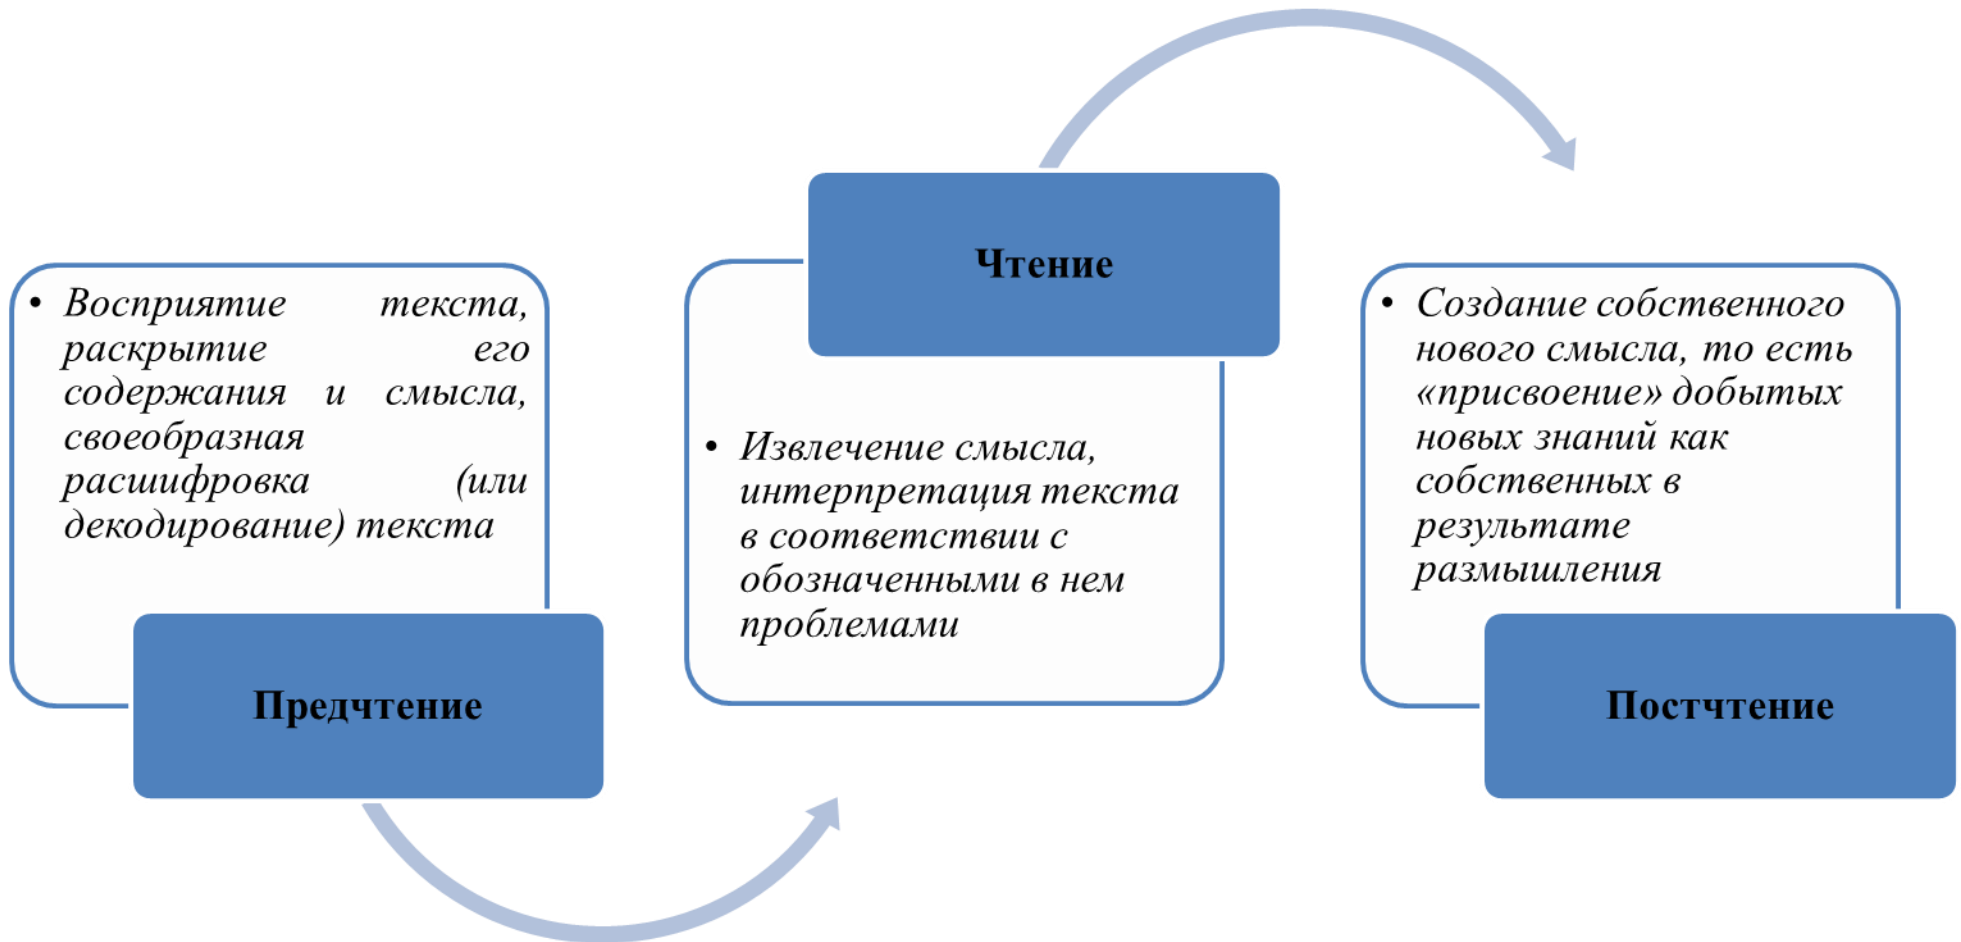 Восприятие текста,
раскрытие его
содержания и смысла,
своеобразная
расшифровка (или
декодирование) текста
Предчтение
Чтение
Извлечение смысла,
интерпретация текста
в соответствии с
обозначенными в нем
проблемами
Создание собственного
нового смысла, то есть
«присвоение» добытых
новых знаний как
собственных в
результате
размышления
Постчтение